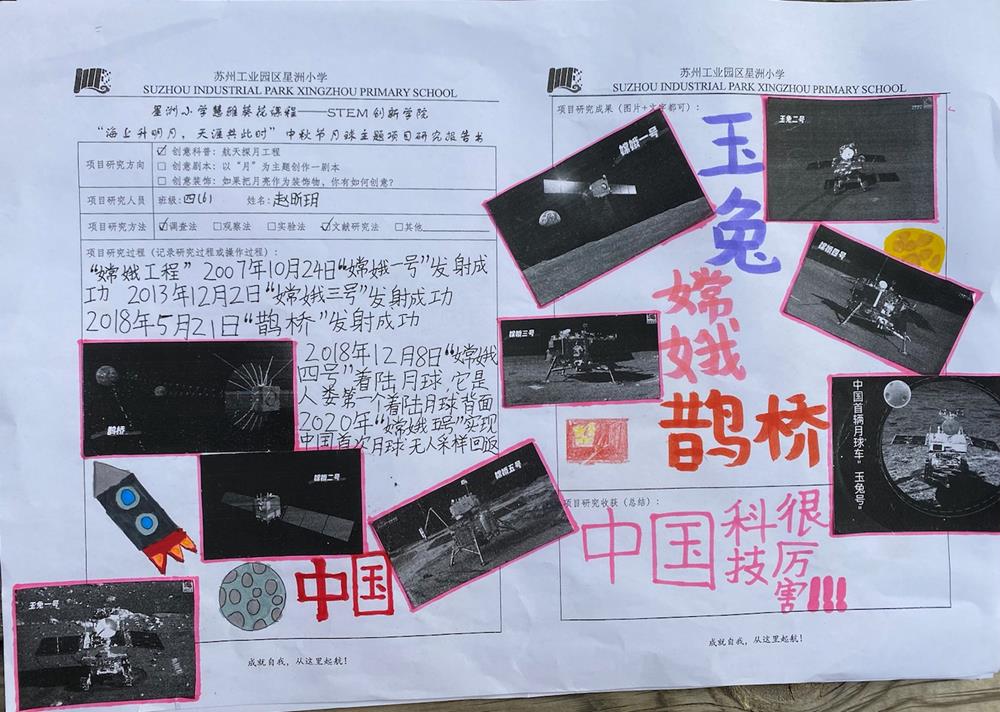 苏州工业园区星洲小学
SUZHOU INDUSTRIAL PARK XINGZHOU PRIMARY SCHOOL
星洲小学慧雅葵花课程——STEM创新学院
“海上升明月，天涯共此时”中秋节月球主题项目研究报告书
项目研究方向
☑ 创意科普：航天探月工程
□ 创意剧本：以“月”为主题创作一剧本
□ 创意装饰：如果把月亮作为装饰物，你有如何创意？
项目研究人员 班级：四(6) 姓名：赵昕玥
项目研究方法 ☑调查法 □观察法 □实验法 ☑文献研究法 □其他
项目研究过程（记录研究过程或操作过程）：
“嫦娥工程” 2007年10月24日“嫦娥一号”发射成
功 2013年12月2日“嫦娥三号”发射成功
2018年5月21日“鹊桥”发射成功
2018年12月8日“嫦娥
四号”着陆月球，它是
人类第一个着陆月球背面
2020年“嫦娥五号”实现
中国首次月球无人采样回返
鹊桥
嫦娥二号
嫦娥五号
中国
玉兔一号
成就自我，从这里起航！
苏州工业园区星洲小学
SUZHOU INDUSTRIAL PARK XINGZHOU PRIMARY SCHOOL
项目研究成果（图片+文字都可）：
嫦娥一号
玉兔
玉兔二号
嫦娥四号
嫦娥
嫦娥三号
鹊桥
中国首辆月球车“玉兔号”
项目研究收获（总结）：
中国科技很厉害!!!
成就自我，从这里起航！